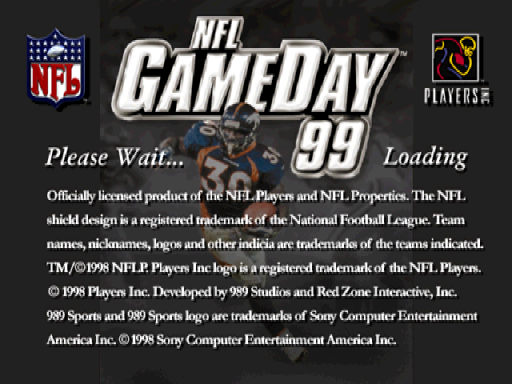 NFL
GAMEDAY™
99
NFL
PLAYERS INC
30
Please Wait... Loading
Officially licensed product of the NFL Players and NFL Properties. The NFL
shield design is a registered trademark of the National Football League. Team
names, nicknames, logos and other indicia are trademarks of the teams indicated.
TM/©1998 NFLP. Players Inc logo is a registered trademark of the NFL Players.
© 1998 Players Inc. Developed by 989 Studios and Red Zone Interactive, Inc.
989 Sports and 989 Sports logo are trademarks of Sony Computer Entertainment
America Inc. © 1998 Sony Computer Entertainment America Inc.